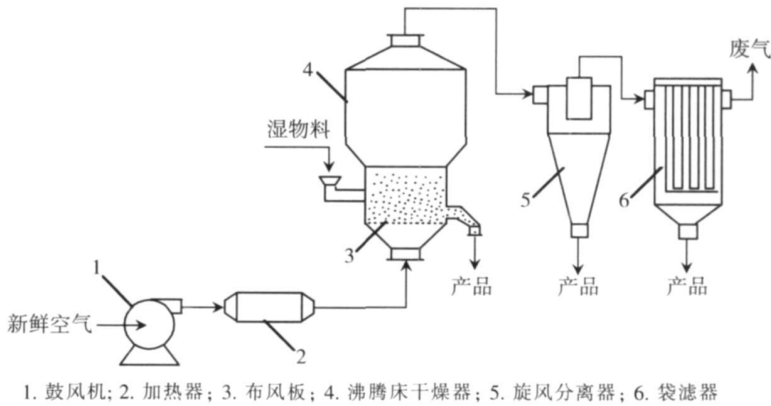 废气
4
湿物料
5
6
3
1
产品
产品
产品
新鲜空气
2
1. 鼓风机; 2. 加热器; 3. 布风板; 4. 沸腾床干燥器; 5. 旋风分离器; 6. 袋滤器